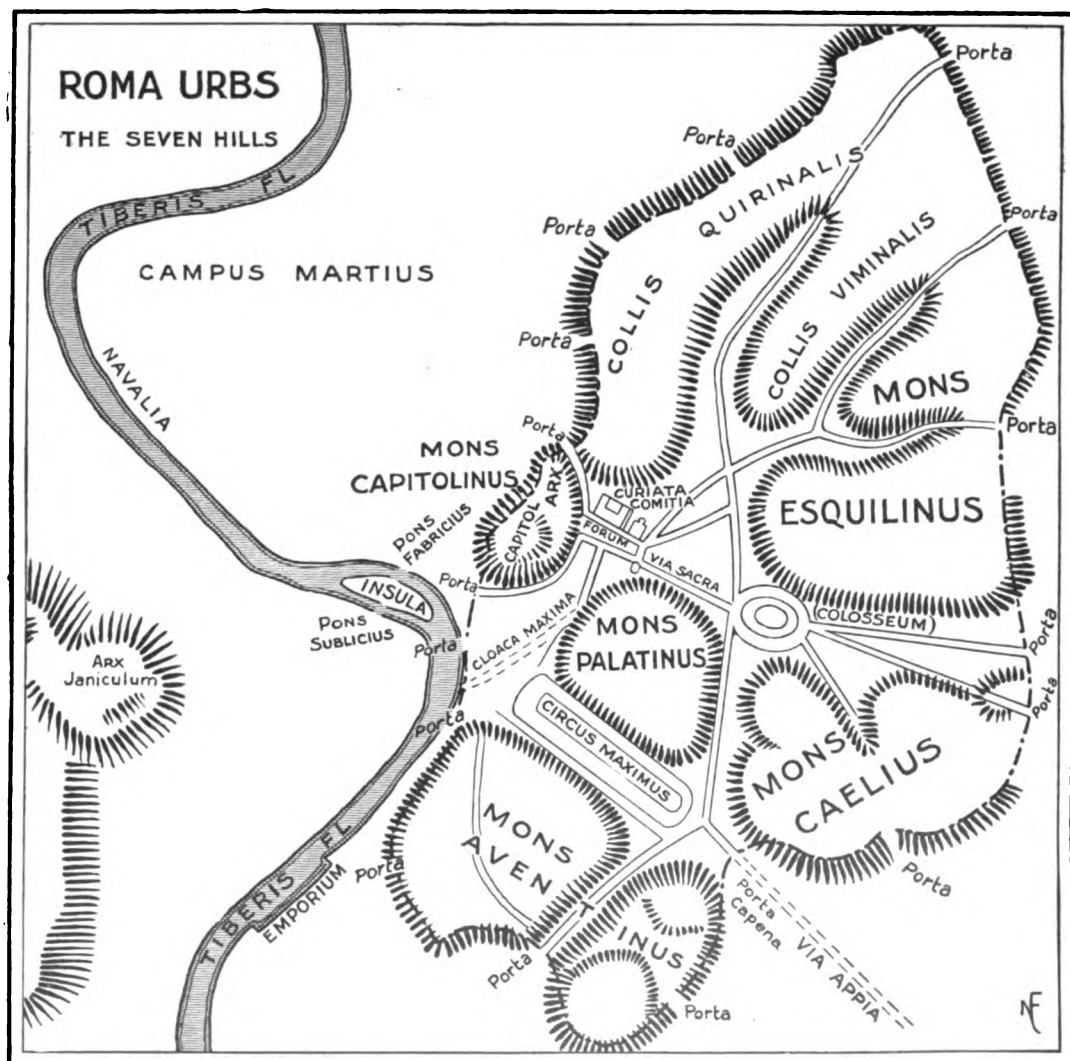 ROMA URBS
THE SEVEN HILLS
TIBERIS FL
CAMPUS MARTIUS
NAVALIA
Porta
Porta
Porta
Porta
Porta
COLLIS QUIRINALIS
COLLIS VIMINALIS
Porta
MONS
ESQUILINUS
Porta
Porta
MONS
CAPITOLINUS
ARX
CAPITOL
CURIATA
COMITIA
FORUM
VIA SACRA
PONS
FABRICIUS
INSULA
PONS
SUBLICIUS
Porta
Porta
Porta
CLOACA MAXIMA
MONS
PALATINUS
(COLOSSEUM)
Porta
Porta
ARX
Janiculum
CIRCUS MAXIMUS
MONS
CAELIUS
MONS
AVENTINUS
TIBERIS FL
EMPORIUM
Porta
Porta
Porta
Porta
Porta
Capena
VIA APPIA
NF